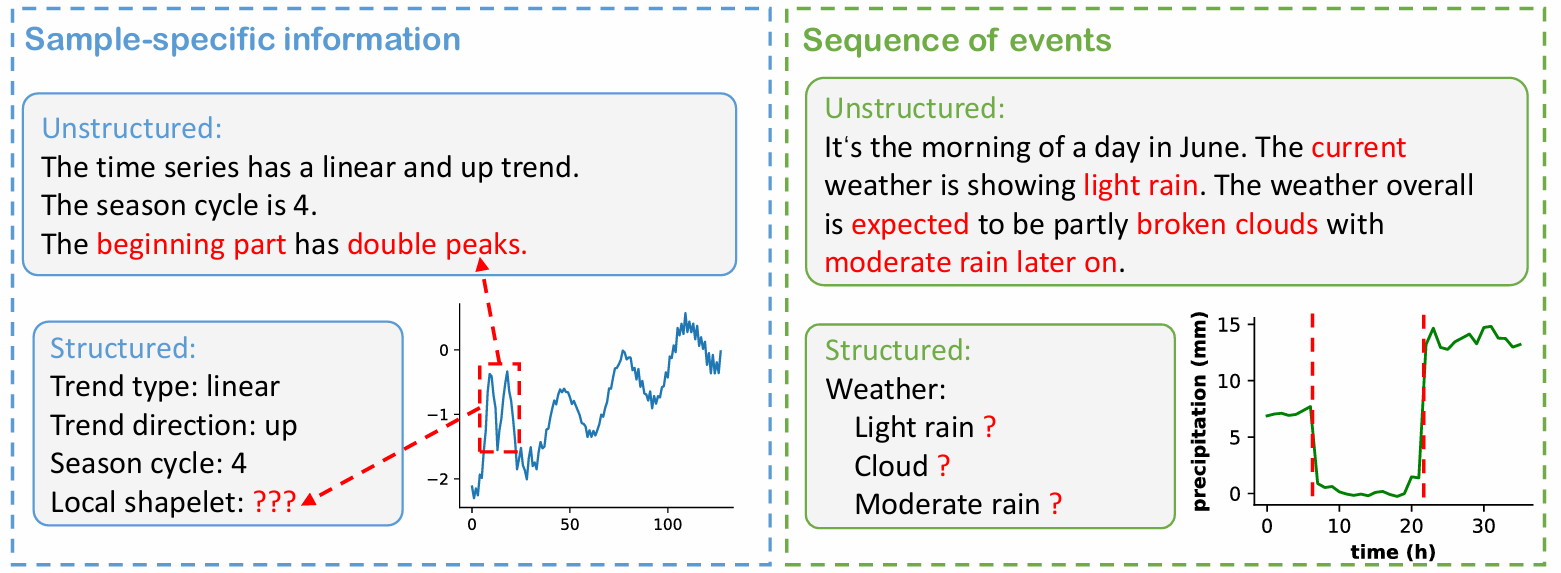 Sample-specific information
Unstructured:
The time series has a linear and up trend.
The season cycle is 4.
The beginning part has double peaks.
Structured:
Trend type: linear
Trend direction: up
Season cycle: 4
Local shapelet: ???
0
−1
−2
0 50 100
Sequence of events
Unstructured:
It‘s the morning of a day in June. The current
weather is showing light rain. The weather overall
is expected to be partly broken clouds with
moderate rain later on.
Structured:
Weather:
Light rain ?
Cloud ?
Moderate rain ?
precipitation (mm)
15
10
5
0
0 10 20 30
time (h)